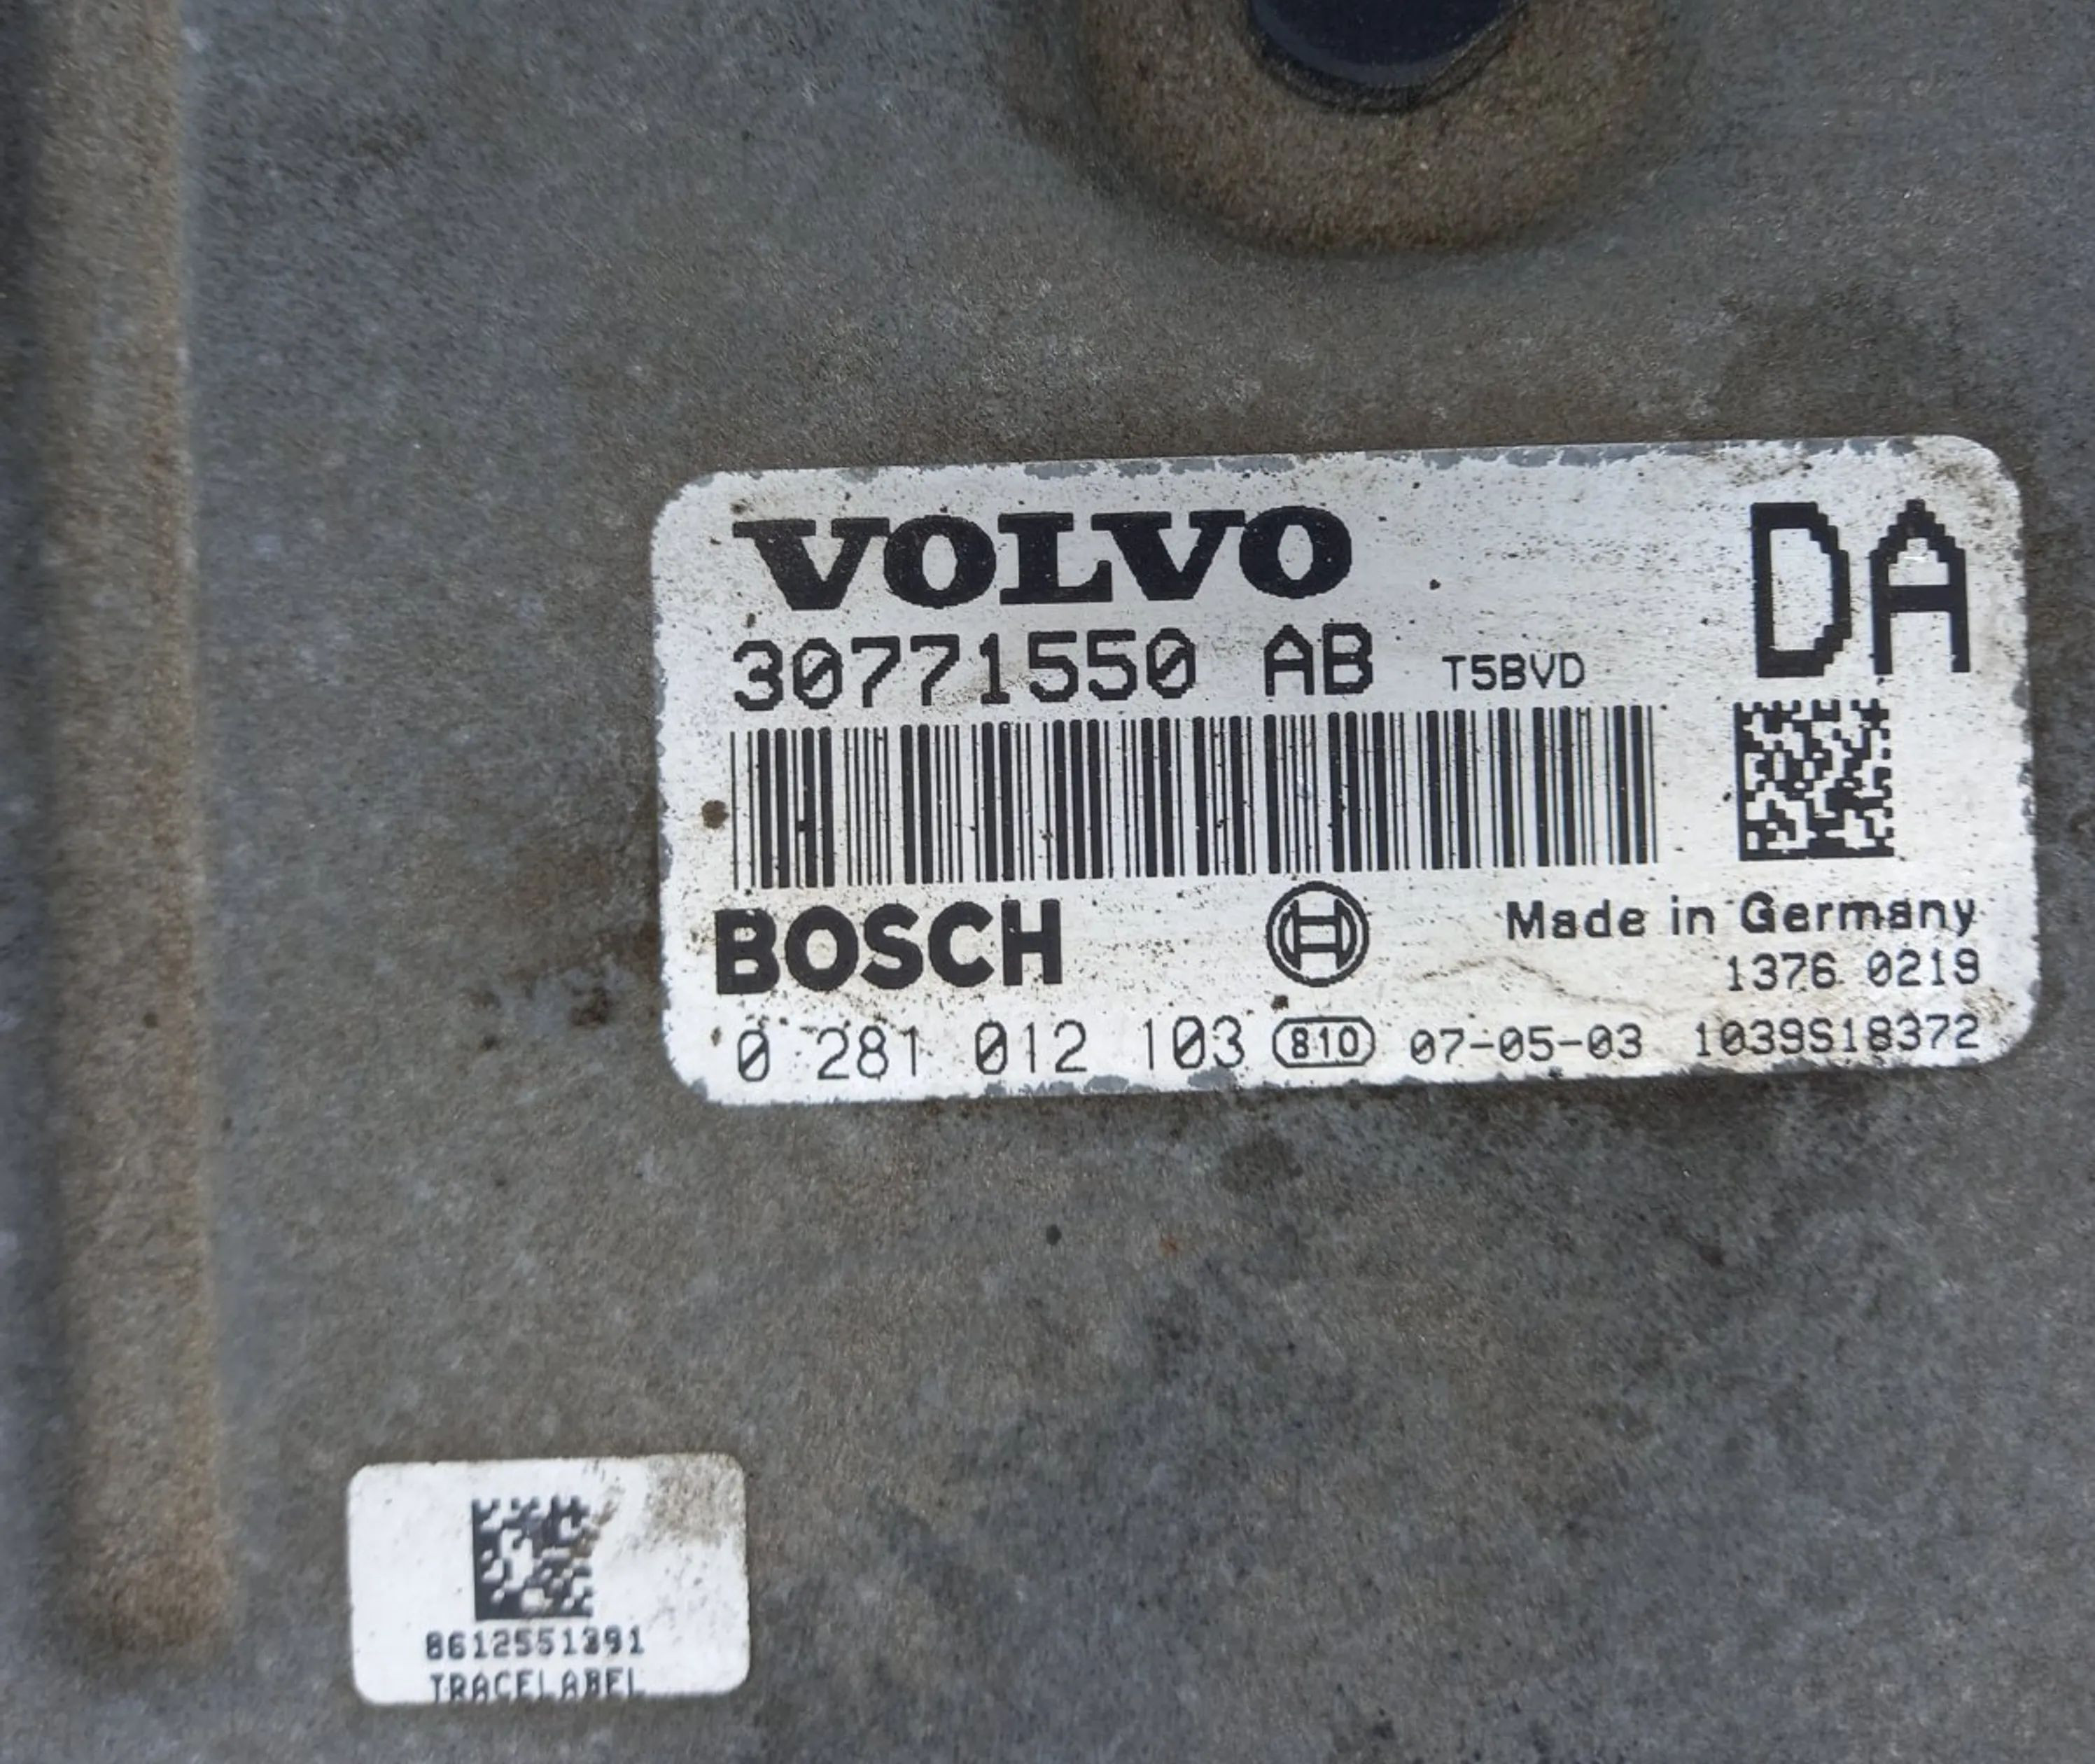 VOLVO
DA
30771550 AB T5BVD
BOSCH
Made in Germany
1376 0219
0 281 012 103 810 07-05-03 1039S18372
8612551391
TRACELABEL